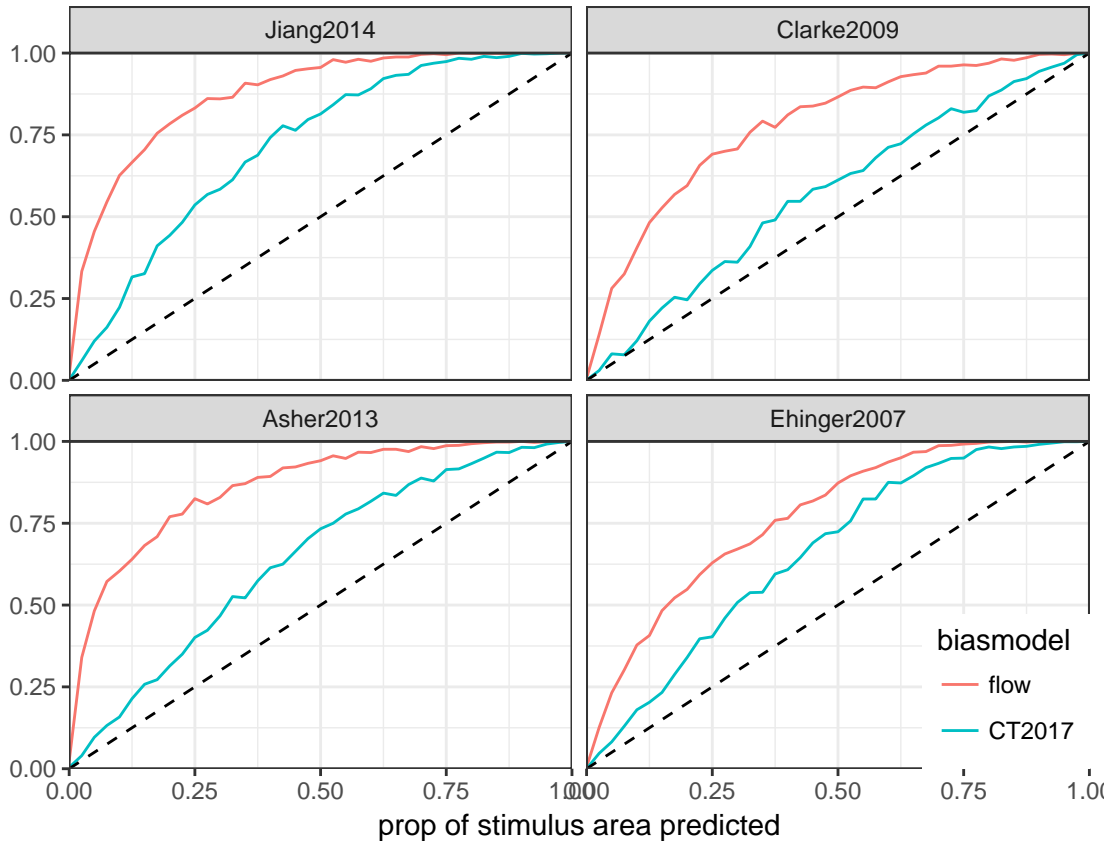 Jiang2014
Clarke2009
1.00
0.75
0.50
0.25
0.00
Asher2013
Ehinger2007
1.00
0.75
0.50
0.25
0.00
biasmodel
flow
CT2017
0.00 0.25 0.50 0.75 1.00
0.00 0.25 0.50 0.75 1.00
prop of stimulus area predicted